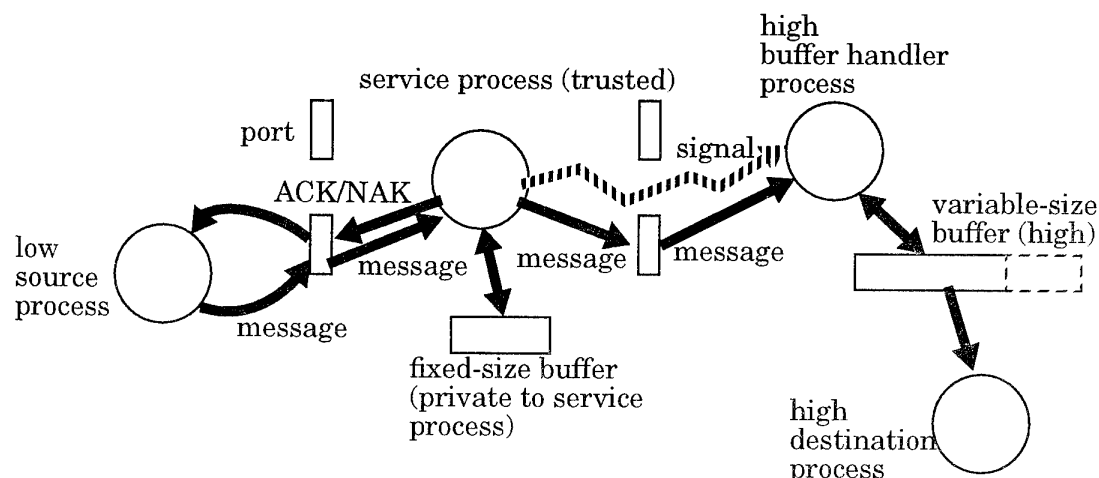 high
buffer handler
process
service process (trusted)
port
signal
ACK/NAK
low
source
process
message
message
message
message
variable-size
buffer (high)
fixed-size buffer
(private to service
process)
high
destination
process